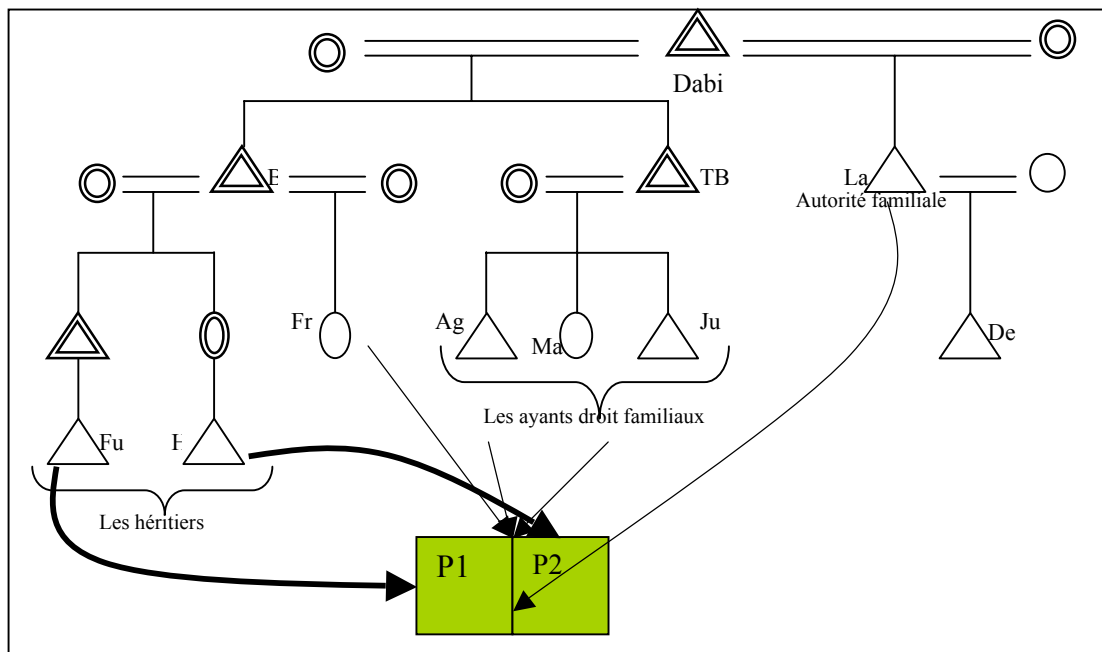 Dabi
TB
La
Autorité familiale
Fr
Ag
Ma
Ju
De
Les ayants droit familiaux
Fu
Les héritiers
P1
P2